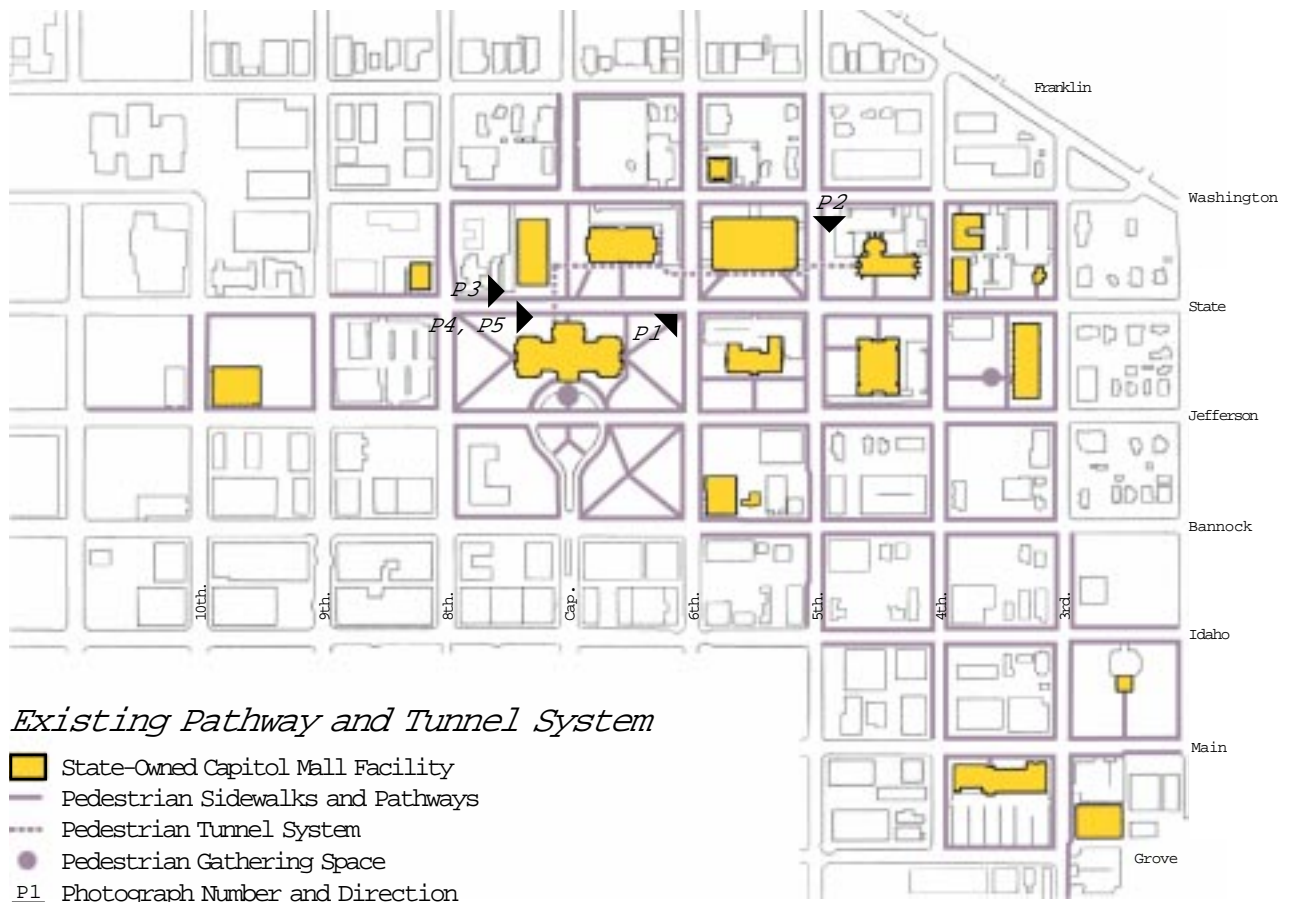 Franklin
Washington
P2
State
P3
P4, P5
P1
Jefferson
Bannock
10th.
9th.
8th.
Cap.
6th.
5th.
4th.
3rd.
Idaho
Existing Pathway and Tunnel System
Main
State-Owned Capitol Mall Facility
Pedestrian Sidewalks and Pathways
Pedestrian Tunnel System
Pedestrian Gathering Space
Grove
P1 Photograph Number and Direction